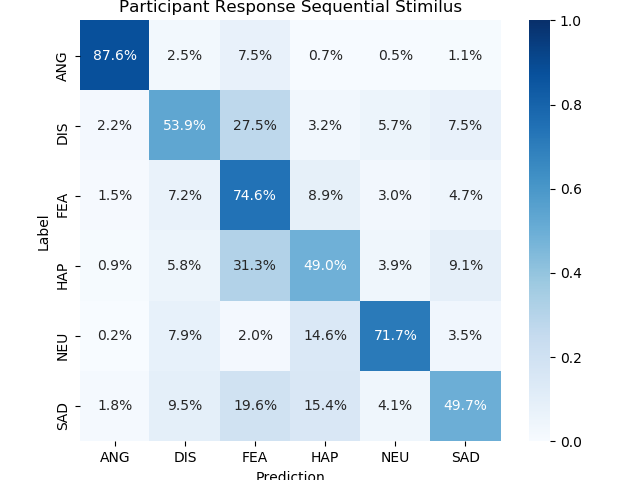 Participant Response Sequential Stimilus
ANG 87.6% 2.5% 7.5% 0.7% 0.5% 1.1%
DIS 2.2% 53.9% 27.5% 3.2% 5.7% 7.5%
FEA 1.5% 7.2% 74.6% 8.9% 3.0% 4.7%
HAP 0.9% 5.8% 31.3% 49.0% 3.9% 9.1%
NEU 0.2% 7.9% 2.0% 14.6% 71.7% 3.5%
SAD 1.8% 9.5% 19.6% 15.4% 4.1% 49.7%
ANG DIS FEA HAP NEU SAD
Prediction
Label
1.0
0.8
0.6
0.4
0.2
0.0